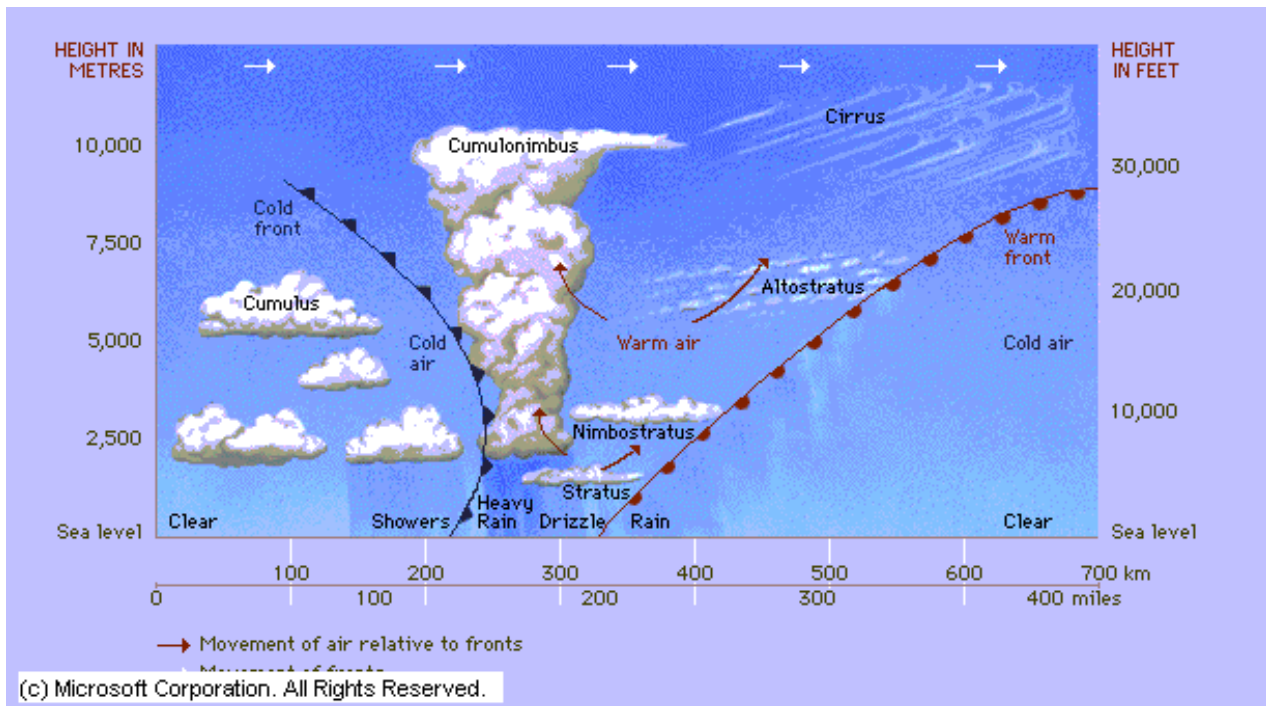 HEIGHT IN
METRES
HEIGHT
IN FEET
Cirrus
Cumulonimbus
10,000
30,000
Cold
front
7,500
Warm
front
Cumulus
Altostratus
20,000
5,000
Cold
air
Warm air
Cold air
10,000
2,500
Nimbostratus
Stratus
Sea level
Clear
Showers
Heavy
Rain
Drizzle
Rain
Clear
Sea level
100
200
300
400
500
600
700 km
0
100
200
300
400 miles
Movement of air relative to fronts
Movement of fronts
(c) Microsoft Corporation. All Rights Reserved.